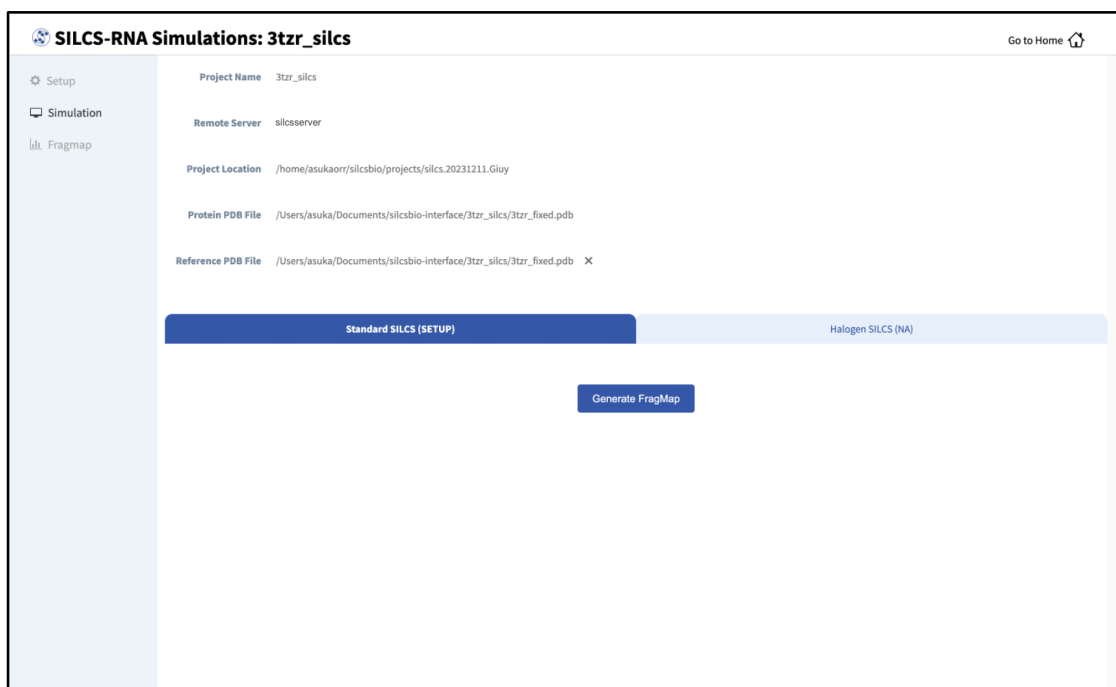 SILCS-RNA Simulations: 3tzr_silcs
Go to Home
Setup
Simulation
Fragmap
Project Name 3tzr_silcs
Remote Server silcsserver
Project Location /home/asukaorr/silcsbio/projects/silcs.20231211.Giuy
Protein PDB File /Users/asuka/Documents/silcsbio-interface/3tzr_silcs/3tzr_fixed.pdb
Reference PDB File /Users/asuka/Documents/silcsbio-interface/3tzr_silcs/3tzr_fixed.pdb ×
Standard SILCS (SETUP) Halogen SILCS (NA)
Generate FragMap